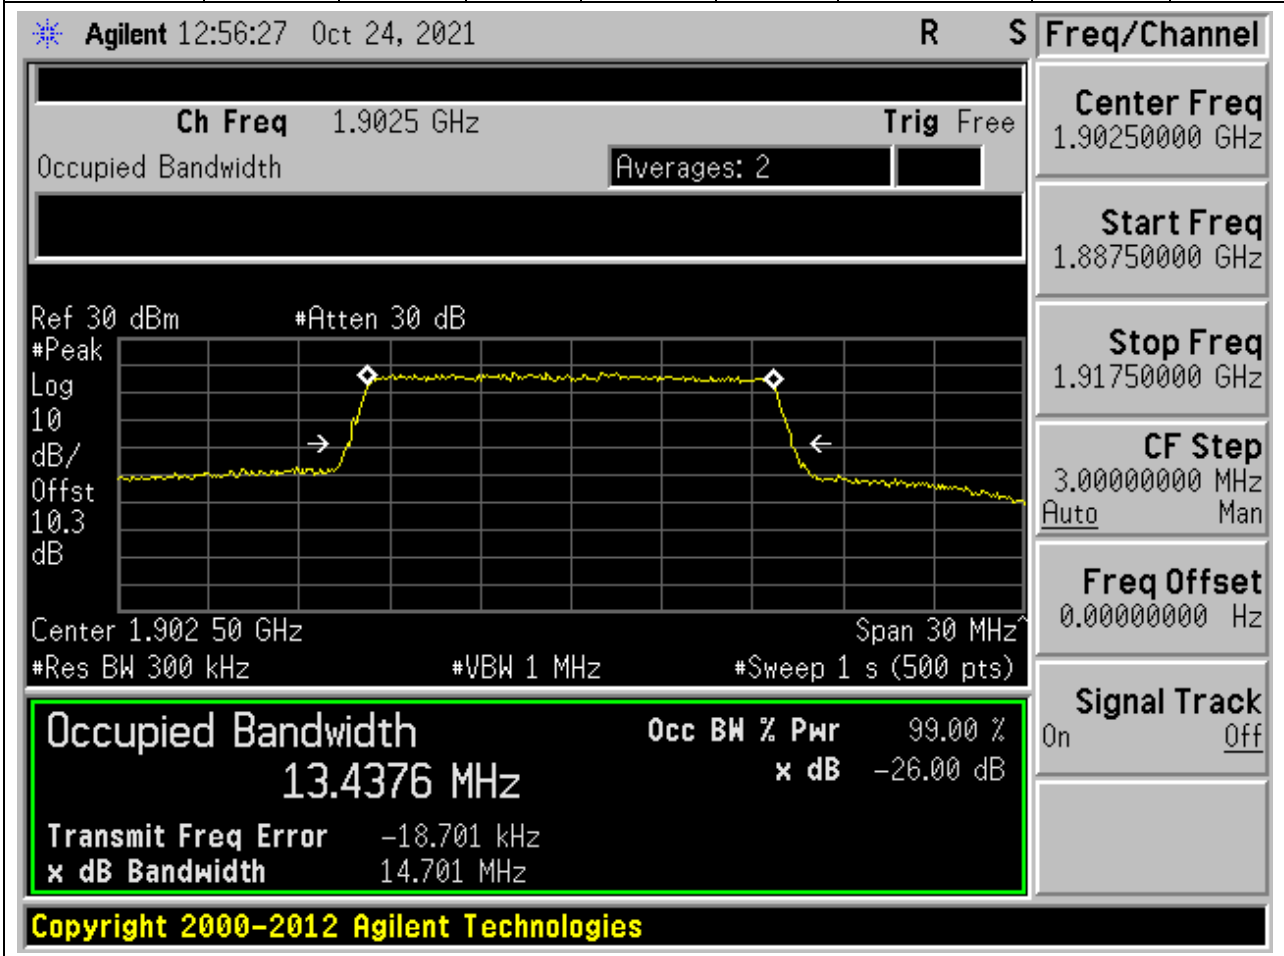 Agilent 12:56:27 Oct 24, 2021 R S Freq/Channel
Ch Freq 1.9025 GHz Trig Free
Occupied Bandwidth Averages: 2
Center Freq
1.90250000 GHz
Start Freq
1.88750000 GHz
Stop Freq
1.91750000 GHz
CF Step
3.00000000 MHz
Auto Man
Freq Offset
0.00000000 Hz
Signal Track
On Off
Ref 30 dBm #Atten 30 dB
#Peak
Log
10
dB/
Offst
10.3
dB
Center 1.902 50 GHz Span 30 MHz^
#Res BW 300 kHz #VBW 1 MHz #Sweep 1 s (500 pts)
Occupied Bandwidth Occ BW % Pwr 99.00 %
13.4376 MHz x dB -26.00 dB
Transmit Freq Error -18.701 kHz
x dB Bandwidth 14.701 MHz
Copyright 2000-2012 Agilent Technologies